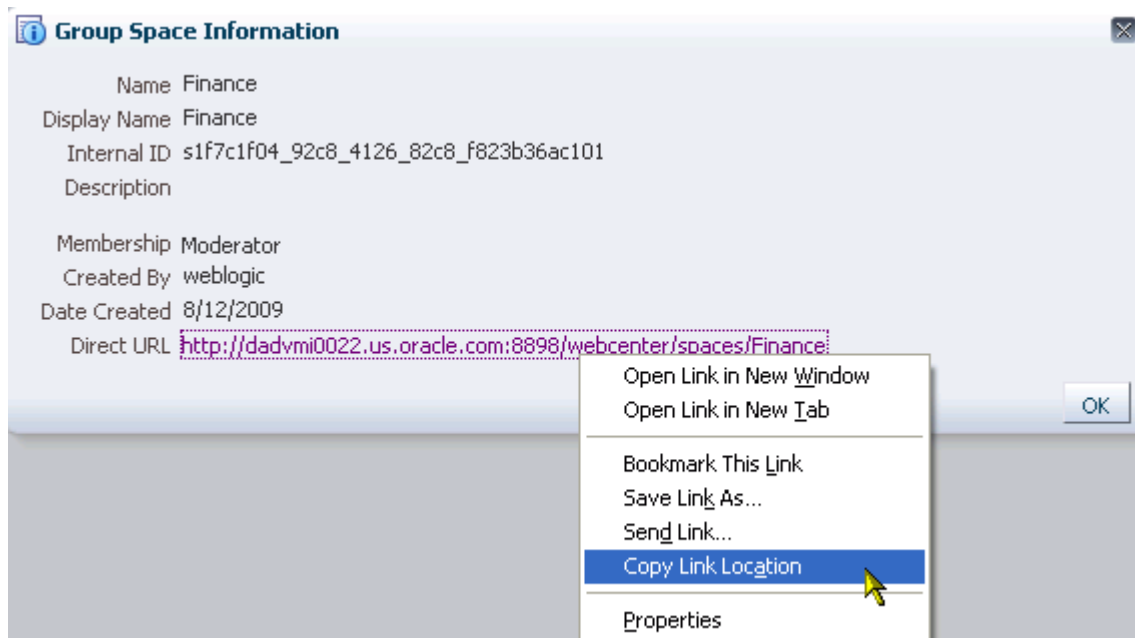 Group Space Information
Name Finance
Display Name Finance
Internal ID s1f7c1f04_92c8_4126_82c8_f823b36ac101
Description
Membership Moderator
Created By weblogic
Date Created 8/12/2009
Direct URL http://dadvmi0022.us.oracle.com:8898/webcenter/spaces/Finance
Open Link in New Window
Open Link in New Tab
OK
Bookmark This Link
Save Link As...
Send Link...
Copy Link Location
Properties